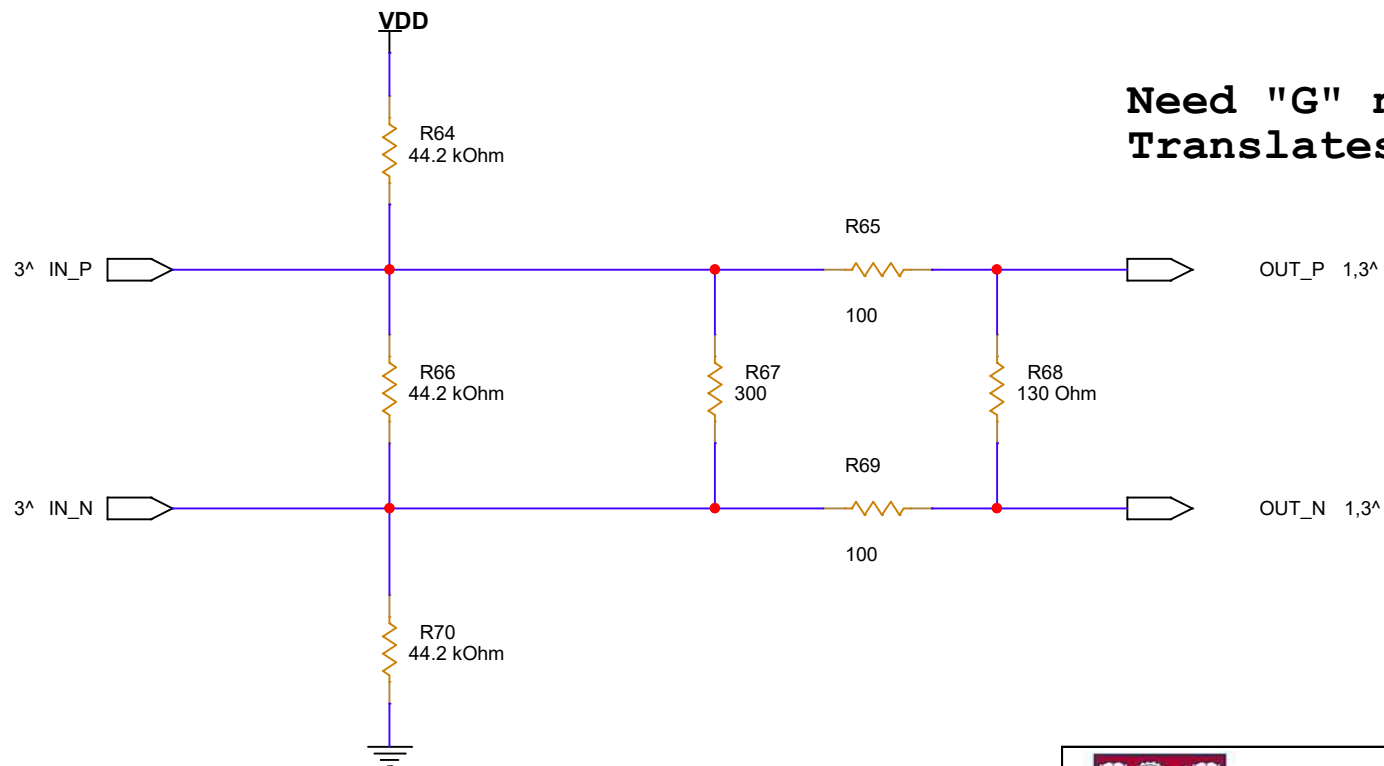 VDD
Need "G" r
Translates
R64
44.2 kOhm
R65
3^ IN_P
OUT_P 1,3^
100
R66
44.2 kOhm
R67
300
R68
130 Ohm
R69
3^ IN_N
OUT_N 1,3^
100
R70
44.2 kOhm